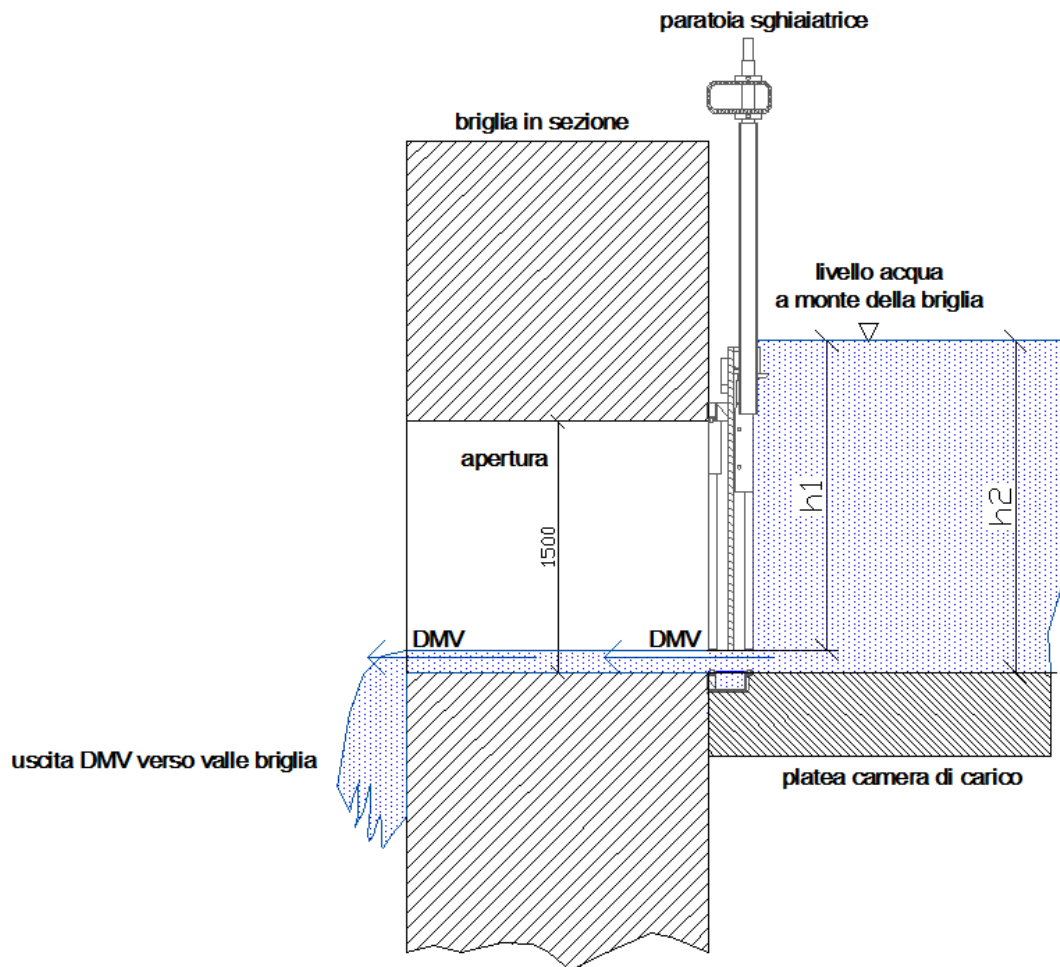 paratoia sghiaiatrice
briglia in sezione
livello acqua
a monte della briglia
apertura
h1
h2
1500
DMV
DMV
uscita DMV verso valle briglia
platea camera di carico